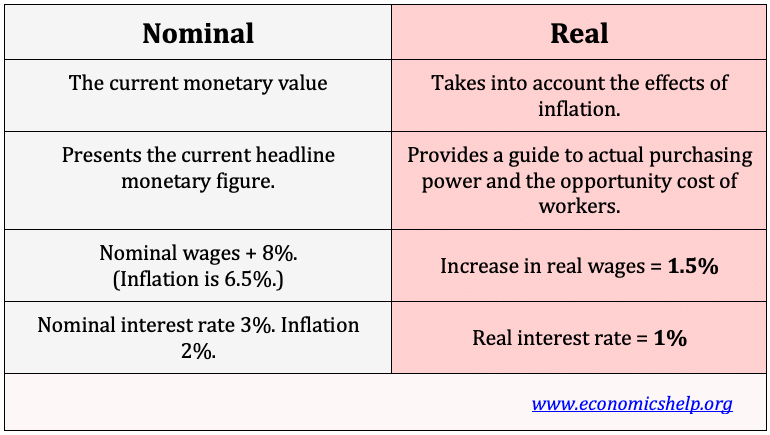 Nominal
Real
The current monetary value
Takes into account the effects of
inflation.
Presents the current headline
monetary figure.
Provides a guide to actual purchasing
power and the opportunity cost of
workers.
Nominal wages + 8%.
(Inflation is 6.5%.)
Increase in real wages = 1.5%
Nominal interest rate 3%. Inflation
2%.
Real interest rate = 1%
www.economicshelp.org